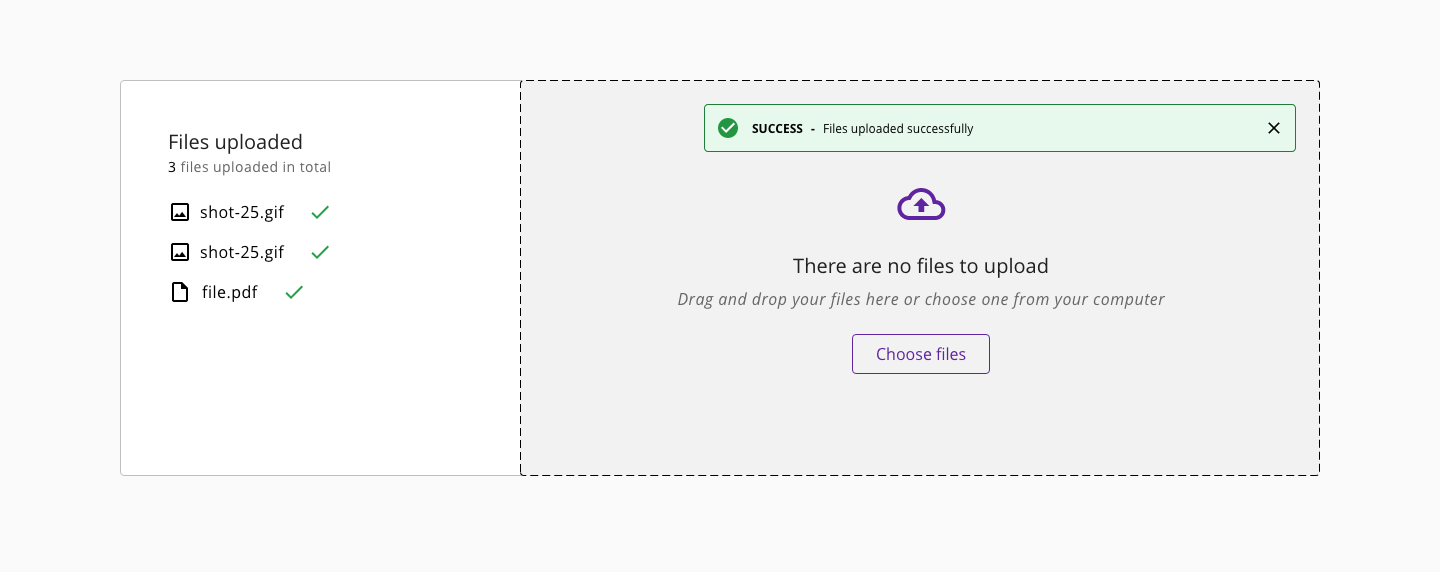 Files uploaded
3 files uploaded in total
shot-25.gif
shot-25.gif
file.pdf
SUCCESS - Files uploaded successfully
There are no files to upload
Drag and drop your files here or choose one from your computer
Choose files